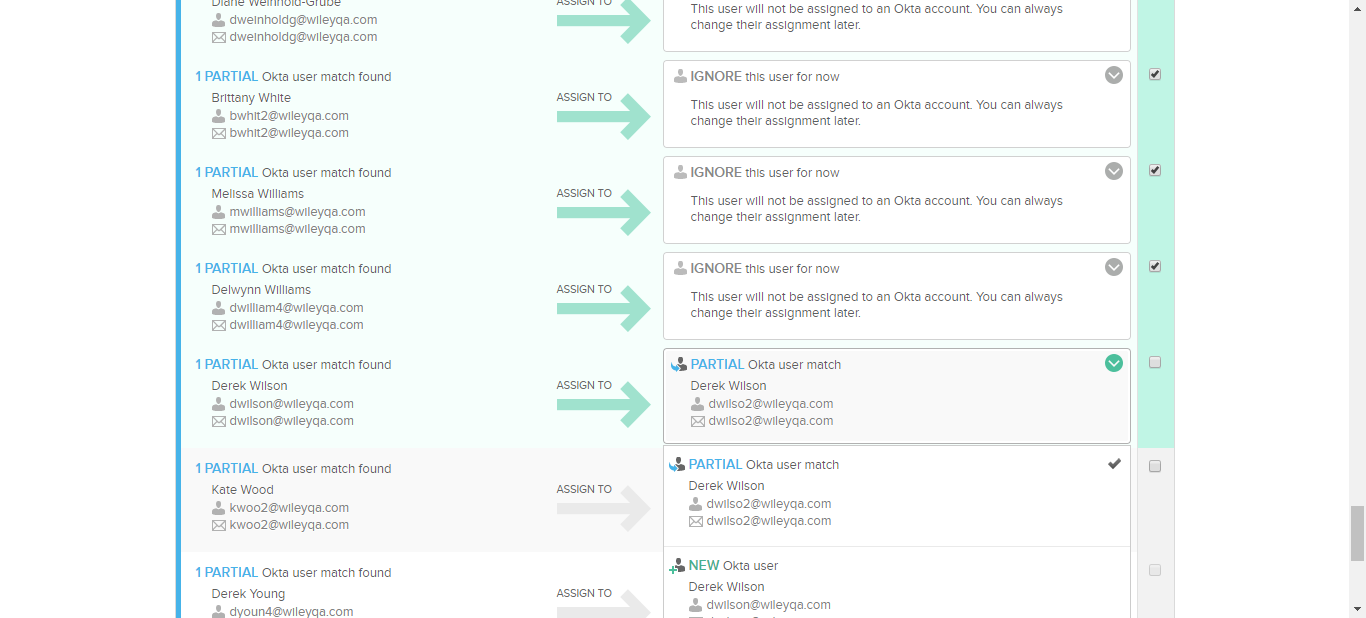 Diane Weinhold-Grube
dweinholdg@wileyqa.com
dweinholdg@wileyqa.com
ASSIGN TO
This user will not be assigned to an Okta account. You can always
change their assignment later.
1 PARTIAL Okta user match found
Brittany White
bwhit2@wileyqa.com
bwhit2@wileyqa.com
ASSIGN TO
IGNORE this user for now
This user will not be assigned to an Okta account. You can always
change their assignment later.
1 PARTIAL Okta user match found
Melissa Williams
mwilliams@wileyqa.com
mwilliams@wileyqa.com
ASSIGN TO
IGNORE this user for now
This user will not be assigned to an Okta account. You can always
change their assignment later.
1 PARTIAL Okta user match found
Delwynn Williams
dwilliam4@wileyqa.com
dwilliam4@wileyqa.com
ASSIGN TO
IGNORE this user for now
This user will not be assigned to an Okta account. You can always
change their assignment later.
1 PARTIAL Okta user match found
Derek Wilson
dwilson@wileyqa.com
dwilson@wileyqa.com
ASSIGN TO
PARTIAL Okta user match
Derek Wilson
dwilso2@wileyqa.com
dwilso2@wileyqa.com
1 PARTIAL Okta user match found
Kate Wood
kwoo2@wileyqa.com
kwoo2@wileyqa.com
ASSIGN TO
PARTIAL Okta user match
Derek Wilson
dwilso2@wileyqa.com
dwilso2@wileyqa.com
1 PARTIAL Okta user match found
Derek Young
dyoun4@wileyqa.com
ASSIGN TO
NEW Okta user
Derek Wilson
dwilson@wileyqa.com